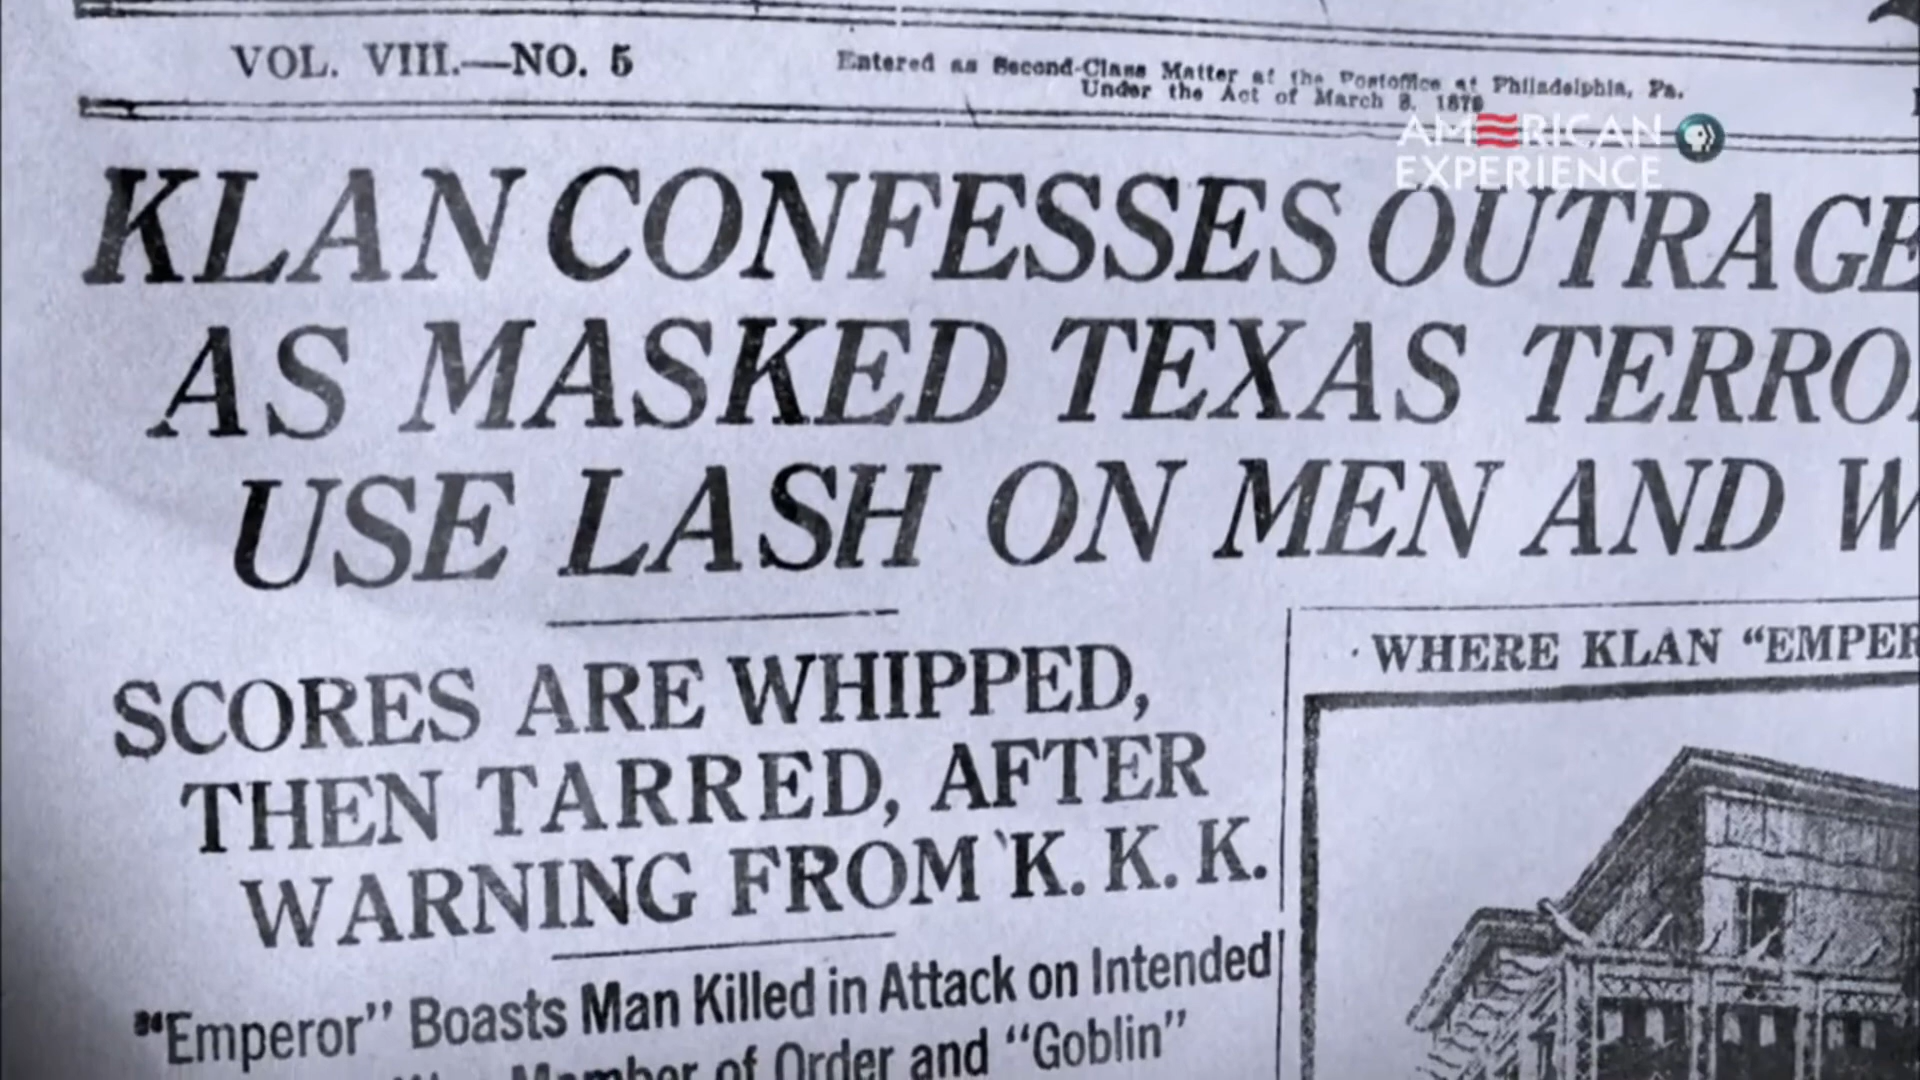 VOL. VIII.—NO. 5
Entered as Second-Class Matter at the Postoffice at Philadelphia, Pa.
Under the Act of March 3, 1879
AMERICAN
EXPERIENCE
KLAN CONFESSES OUTRAGE
AS MASKED TEXAS TERRO
USE LASH ON MEN AND W
SCORES ARE WHIPPED,
THEN TARRED, AFTER
WARNING FROM K. K. K.
"Emperor" Boasts Man Killed in Attack on Intended
Member of Order and "Goblin"
WHERE KLAN "EMPER